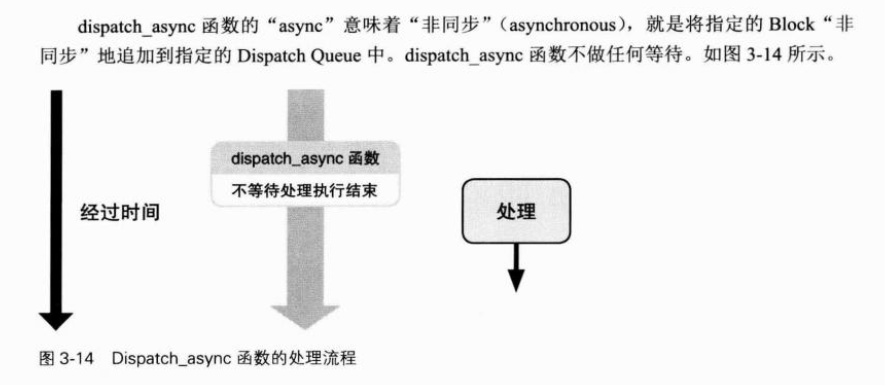 dispatch_async 函数的“async”意味着“非同步”（asynchronous），就是将指定的 Block“非
同步”地追加到指定的 Dispatch Queue 中。dispatch_async 函数不做任何等待。如图 3-14 所示。
dispatch_async 函数
不等待处理执行结束
经过时间
处理
图 3-14 Dispatch_async 函数的处理流程